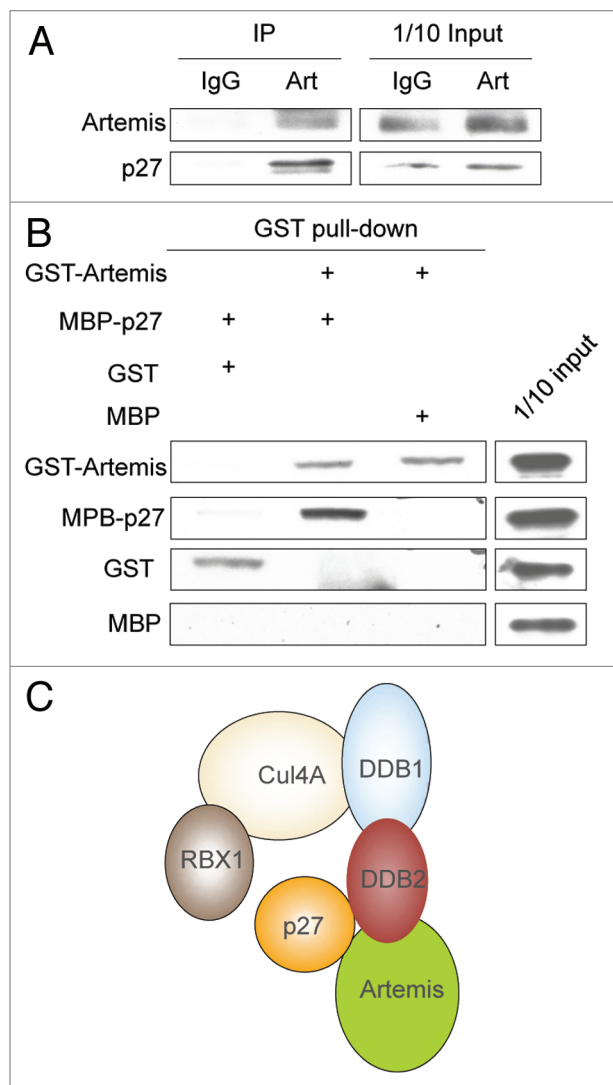 A
IP 1/10 Input
IgG Art IgG Art
Artemis
p27
B
GST pull-down
GST-Artemis + +
MBP-p27 + +
GST +
MBP +
1/10 input
GST-Artemis
MPB-p27
GST
MBP
C
Cul4A
DDB1
RBX1
DDB2
p27
Artemis